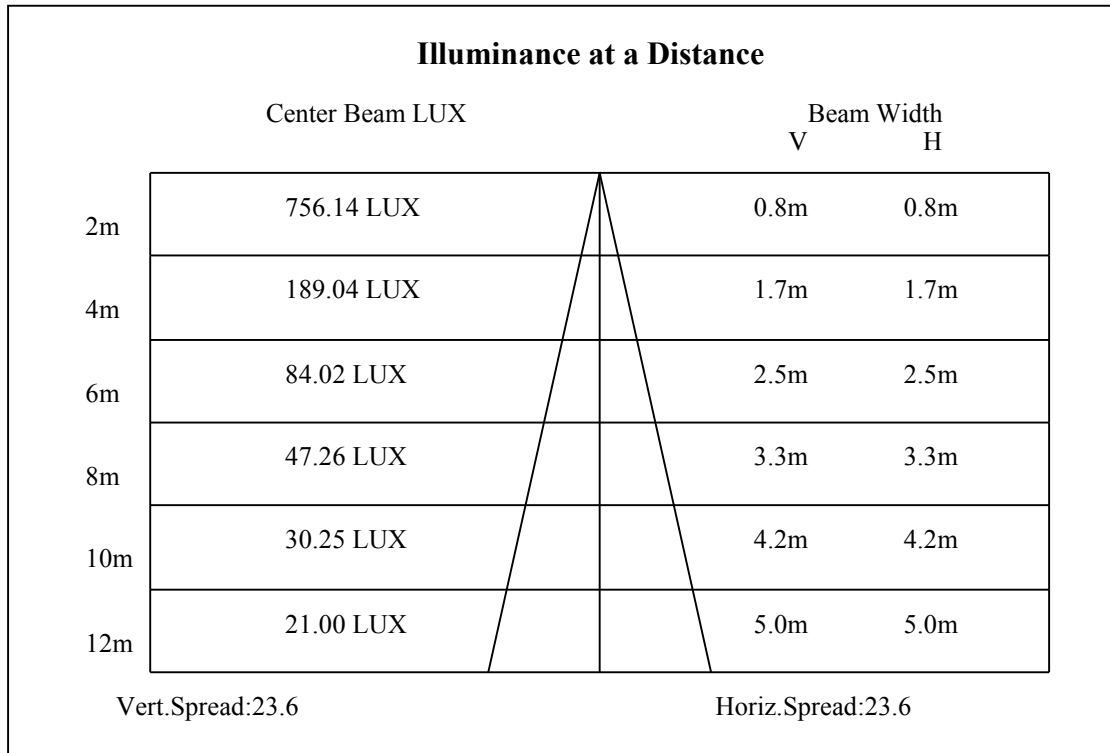 Illuminance at a Distance
Center Beam LUX Beam Width
V H
2m 756.14 LUX 0.8m 0.8m
4m 189.04 LUX 1.7m 1.7m
6m 84.02 LUX 2.5m 2.5m
8m 47.26 LUX 3.3m 3.3m
10m 30.25 LUX 4.2m 4.2m
12m 21.00 LUX 5.0m 5.0m
Vert.Spread:23.6 Horiz.Spread:23.6